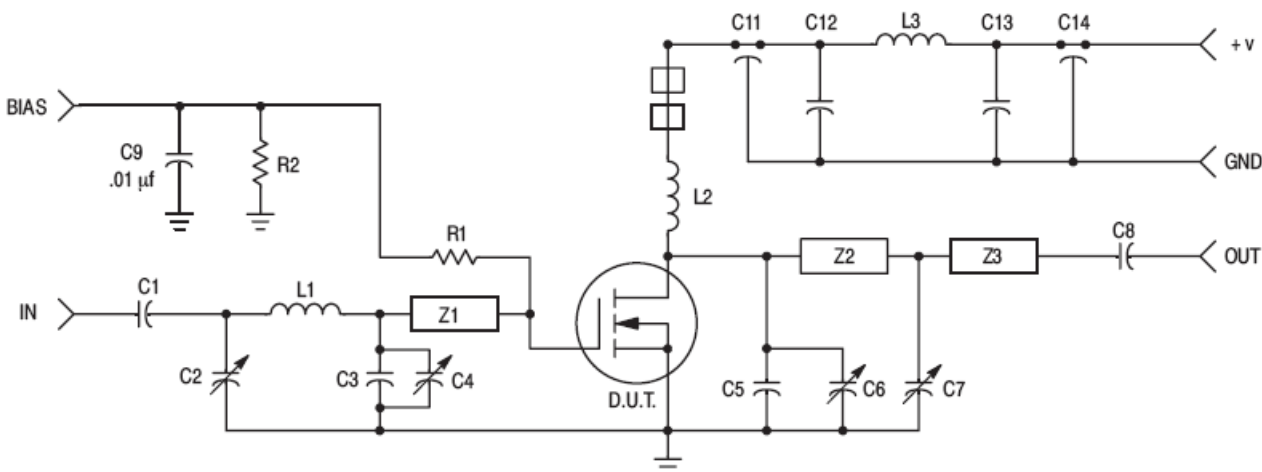 C11
C12
L3
C13
C14
+ V
BIAS
C9
.01 µf
R2
GND
L2
R1
C8
Z2
Z3
OUT
IN
C1
L1
Z1
C2
C3
C4
D.U.T.
C5
C6
C7